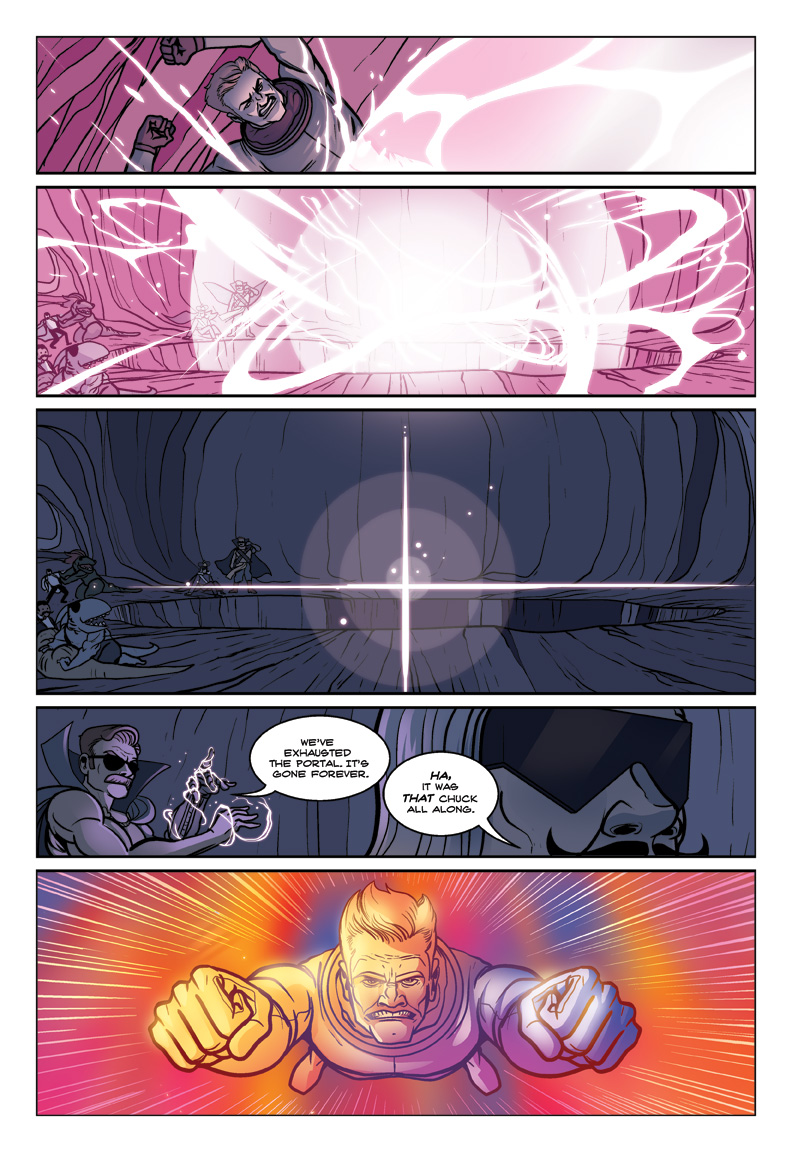 WE'VE
EXHAUSTED
THE PORTAL. IT'S
GONE FOREVER.
HA,
IT WAS
THAT CHUCK
ALL ALONG.